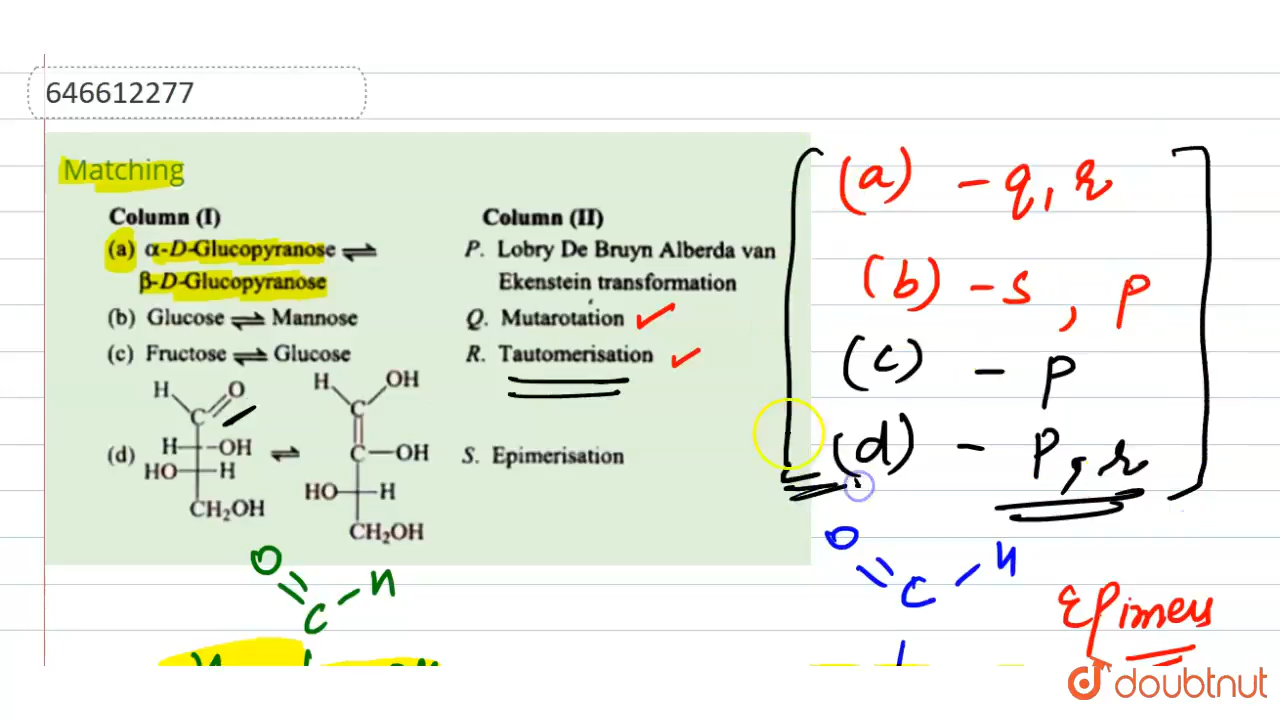 646612277
Matching
Column (I) Column (II)
(a) α-D-Glucopyranose ⇌ P. Lobry De Bruyn Alberda van
β-D-Glucopyranose Ekenstein transformation
(b) Glucose ⇌ Mannose Q. Mutarotation
(c) Fructose ⇌ Glucose R. Tautomerisation
H O H OH
C C
H OH C—OH
(d) ⇌ S. Epimerisation
HO H HO H
CH₂OH CH₂OH
(a) - q, r
(b) - s, p
(c) - p
(d) - P, r
O H
C
O H
C
Epimers
doubtnut